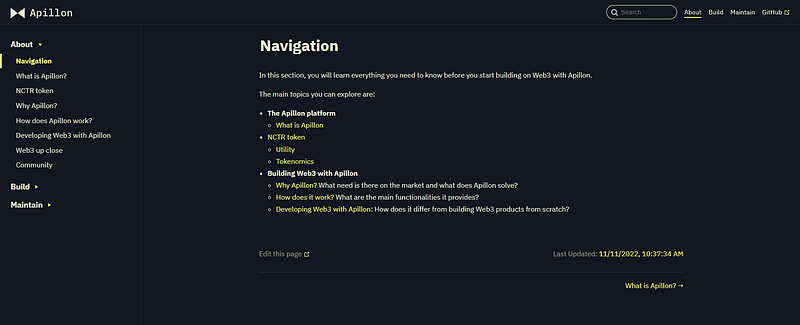 Apillon
Search
About
Build
Maintain
GitHub
About
Navigation
What is Apillon?
NCTR token
Why Apillon?
How does Apillon work?
Developing Web3 with Apillon
Web3 up close
Community
Build
Maintain
Navigation
In this section, you will learn everything you need to know before you start building on Web3 with Apillon.
The main topics you can explore are:
The Apillon platform
What is Apillon
NCTR token
Utility
Tokenomics
Building Web3 with Apillon
Why Apillon? What need is there on the market and what does Apillon solve?
How does it work? What are the main functionalities it provides?
Developing Web3 with Apillon: How does it differ from building Web3 products from scratch?
Edit this page
Last Updated: 11/11/2022, 10:37:34 AM
What is Apillon? →